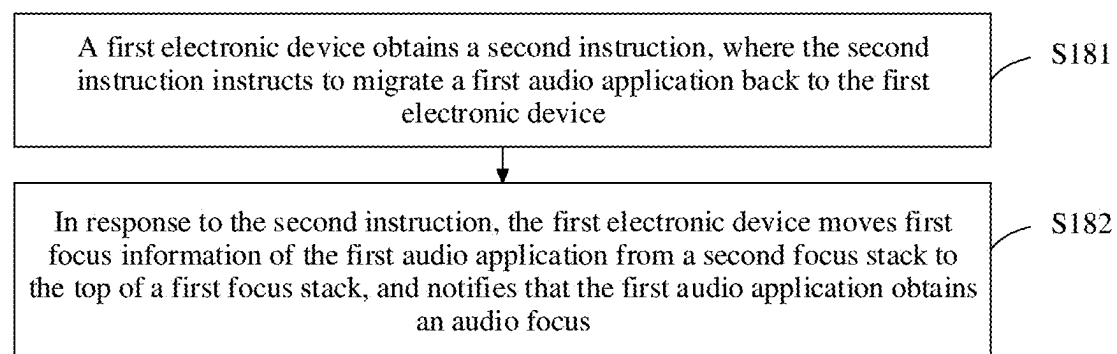 A first electronic device obtains a second instruction, where the second
instruction instructs to migrate a first audio application back to the first
electronic device
S181
In response to the second instruction, the first electronic device moves first
focus information of the first audio application from a second focus stack to
the top of a first focus stack, and notifies that the first audio application obtains
an audio focus
S182